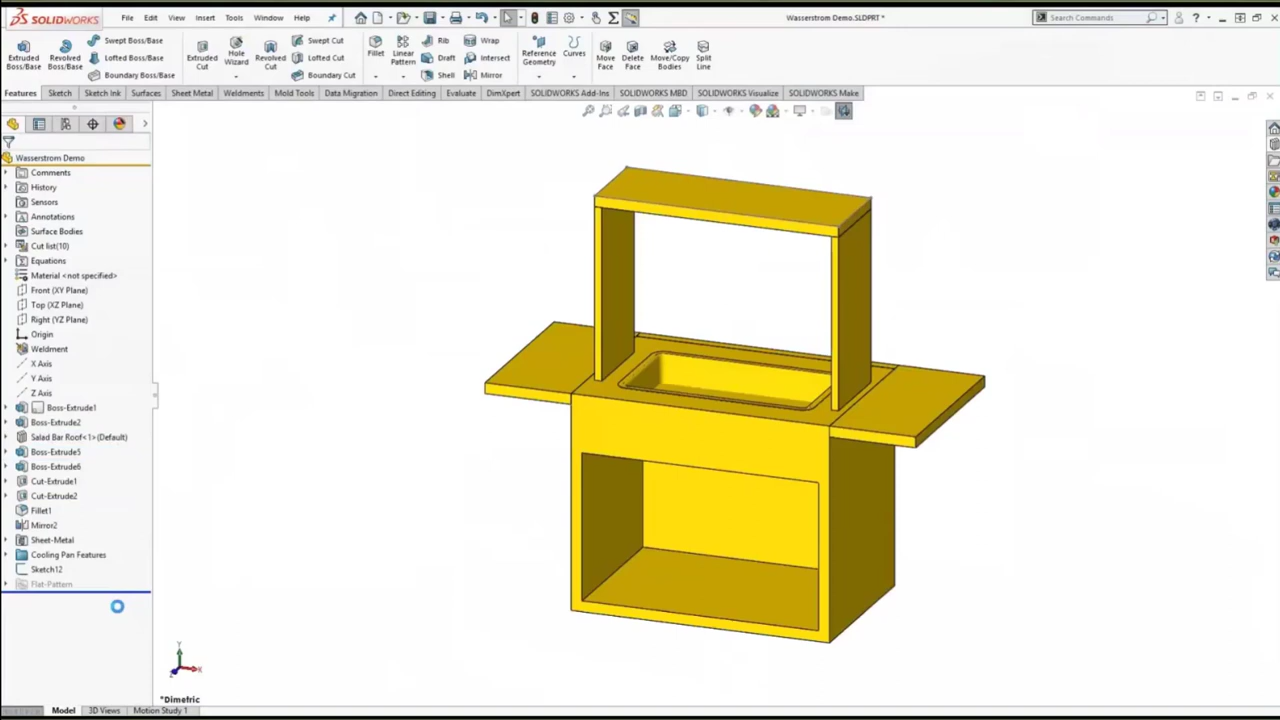 SOLIDWORKS File Edit View Insert Tools Window Help Wasserstrom Demo.SLDPRT * Search Commands ?
Extruded Boss/Base Revolved Boss/Base Swept Boss/Base Lofted Boss/Base Boundary Boss/Base Extruded Cut Hole Wizard Revolved Cut Swept Cut Lofted Cut Boundary Cut Fillet Linear Pattern Rib Draft Shell Wrap Intersect Mirror Reference Geometry Curves Move Face Delete Face Move/Copy Bodies Split Line
Features Sketch Sketch Ink Surfaces Sheet Metal Weldments Mold Tools Data Migration Direct Editing Evaluate DimXpert SOLIDWORKS Add-Ins SOLIDWORKS MBD SOLIDWORKS Visualize SOLIDWORKS Make
Wasserstrom Demo
Comments
History
Sensors
Annotations
Surface Bodies
Cut list(10)
Equations
Material <not specified>
Front (XY Plane)
Top (XZ Plane)
Right (YZ Plane)
Origin
Weldment
X Axis
Y Axis
Z Axis
Boss-Extrude1
Boss-Extrude2
Salad Bar Roof<1> (Default)
Boss-Extrude5
Boss-Extrude6
Cut-Extrude1
Cut-Extrude2
Fillet1
Mirror2
Sheet-Metal
Cooling Pan Features
Sketch12
Flat-Pattern
*Dimetric
Model 3D Views Motion Study 1